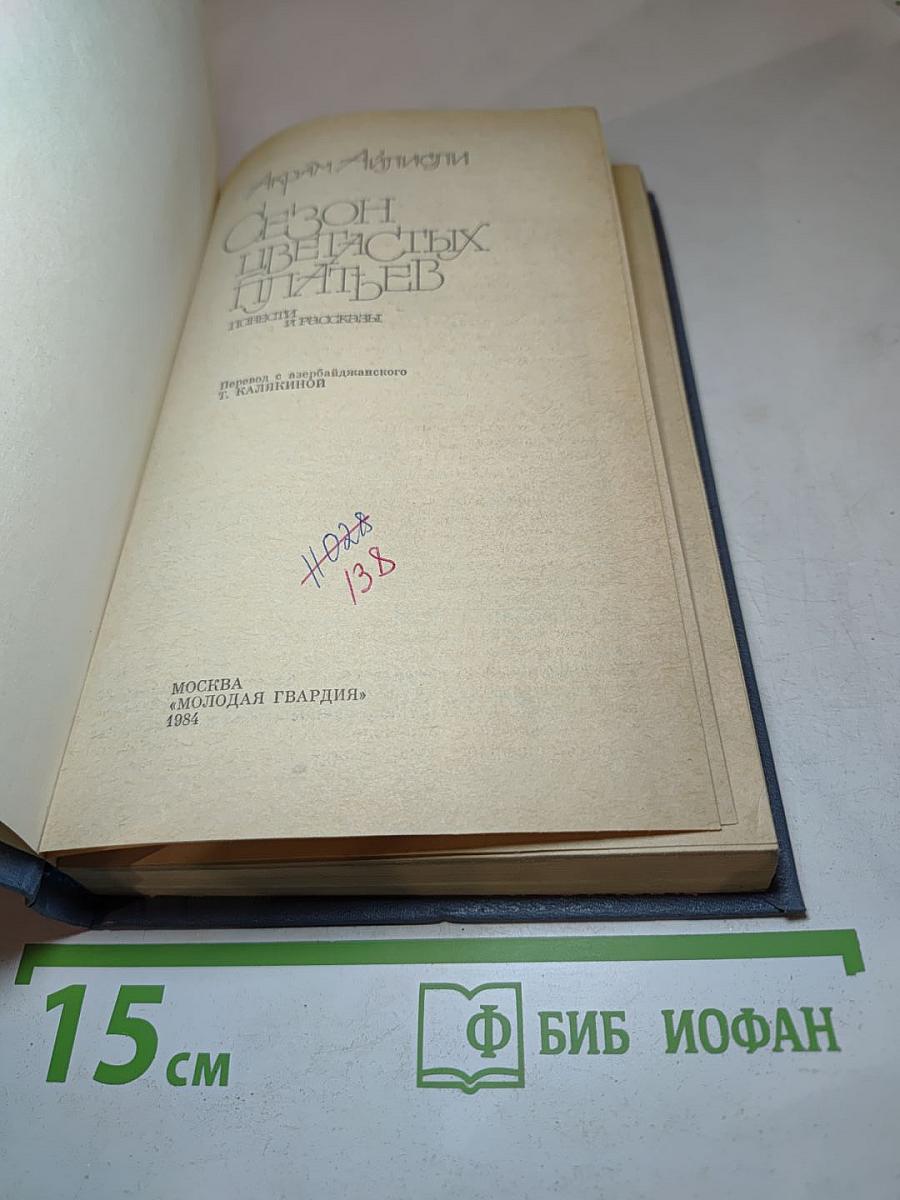 Акрам Айлисли
СЕЗОН
ЦВЕТАСТЫХ
ПЛАТЬЕВ
ПОВЕСТИ
И РАССКАЗЫ
Перевод с азербайджанского
Т. КАЛЯКИНОЙ
11028
138
МОСКВА
«МОЛОДАЯ ГВАРДИЯ»
1984
15 см
Ф БИБ ИОФАН